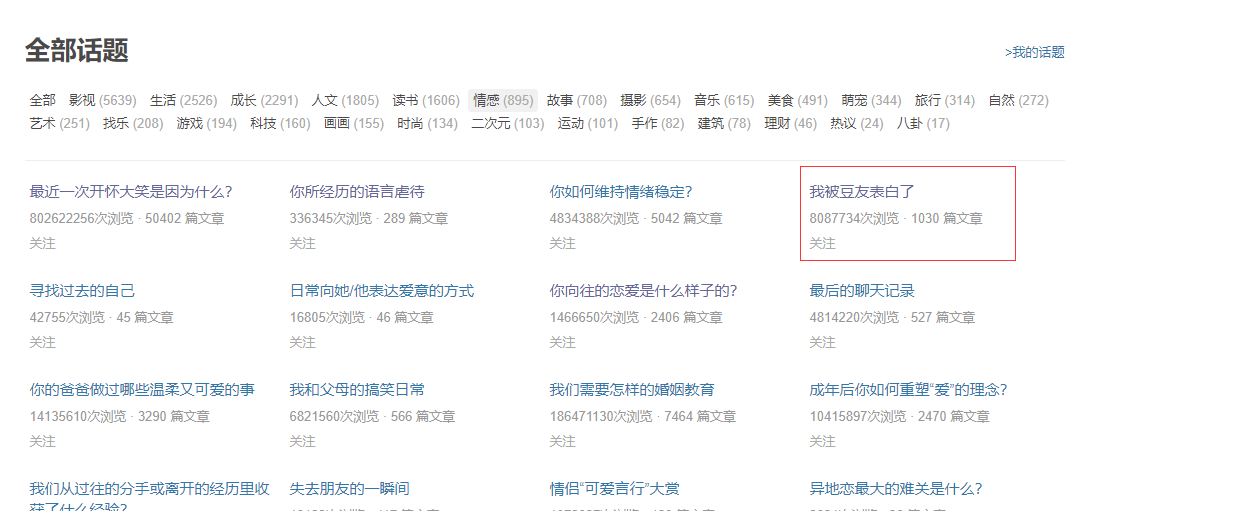 全部话题
>我的话题
全部 影视 (5639) 生活 (2526) 成长 (2291) 人文 (1805) 读书 (1606) 情感 (895) 故事 (708) 摄影 (654) 音乐 (615) 美食 (491) 萌宠 (344) 旅行 (314) 自然 (272)
艺术 (251) 找乐 (208) 游戏 (194) 科技 (160) 画画 (155) 时尚 (134) 二次元 (103) 运动 (101) 手作 (82) 建筑 (78) 理财 (46) 热议 (24) 八卦 (17)
最近一次开怀大笑是因为什么?
802622256次浏览 · 50402 篇文章
关注
你所经历的语言虐待
336345次浏览 · 289 篇文章
关注
你如何维持情绪稳定?
4834388次浏览 · 5042 篇文章
关注
我被豆友表白了
8087734次浏览 · 1030 篇文章
关注
寻找过去的自己
42755次浏览 · 45 篇文章
关注
日常向她/他表达爱意的方式
16805次浏览 · 46 篇文章
关注
你向往的恋爱是什么样子的?
1466650次浏览 · 2406 篇文章
关注
最后的聊天记录
4814220次浏览 · 527 篇文章
关注
你的爸爸做过哪些温柔又可爱的事
14135610次浏览 · 3290 篇文章
关注
我和父母的搞笑日常
6821560次浏览 · 566 篇文章
关注
我们需要怎样的婚姻教育
186471130次浏览 · 7464 篇文章
关注
成年后你如何重塑“爱”的理念?
10415897次浏览 · 2470 篇文章
关注
我们从过往的分手或离开的经历里收
获了什么经验?
失去朋友的一瞬间
情侣“可爱言行”大赏
异地恋最大的难关是什么?